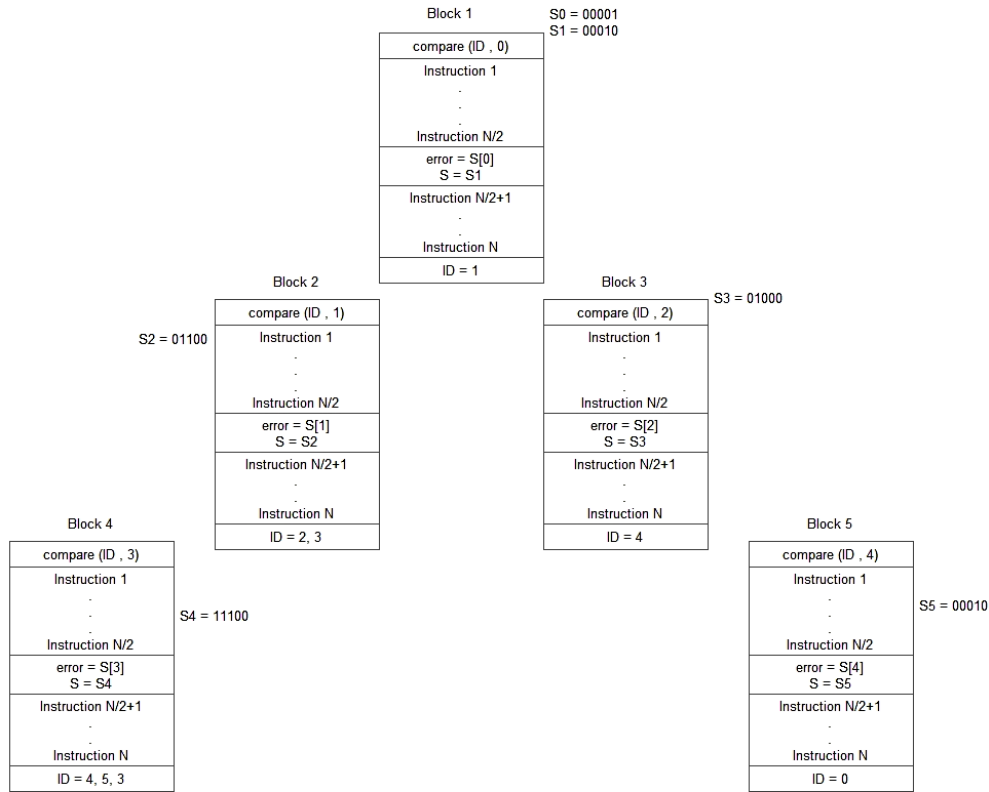 Block 1
S0 = 00001
S1 = 00010
compare (ID , 0)
Instruction 1
.
.
.
Instruction N/2
error = S[0]
S = S1
Instruction N/2+1
.
.
Instruction N
ID = 1
Block 2
compare (ID , 1)
S2 = 01100
Instruction 1
.
.
.
Instruction N/2
error = S[1]
S = S2
Instruction N/2+1
.
.
Instruction N
ID = 2, 3
Block 3
S3 = 01000
compare (ID , 2)
Instruction 1
.
.
.
Instruction N/2
error = S[2]
S = S3
Instruction N/2+1
.
.
Instruction N
ID = 4
Block 4
compare (ID , 3)
Instruction 1
.
.
.
S4 = 11100
Instruction N/2
error = S[3]
S = S4
Instruction N/2+1
.
.
Instruction N
ID = 4, 5, 3
Block 5
compare (ID , 4)
Instruction 1
.
.
.
S5 = 00010
Instruction N/2
error = S[4]
S = S5
Instruction N/2+1
.
.
Instruction N
ID = 0